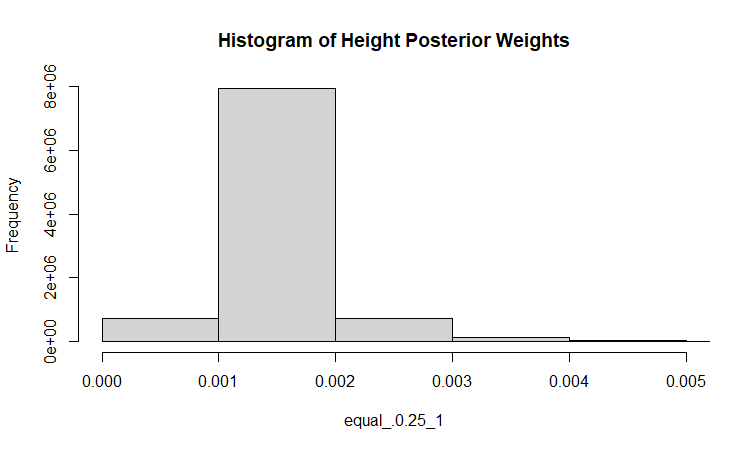 Histogram of Height Posterior Weights
Frequency
8e+06
6e+06
4e+06
2e+06
0e+00
0.000 0.001 0.002 0.003 0.004 0.005
equal_.0.25_1